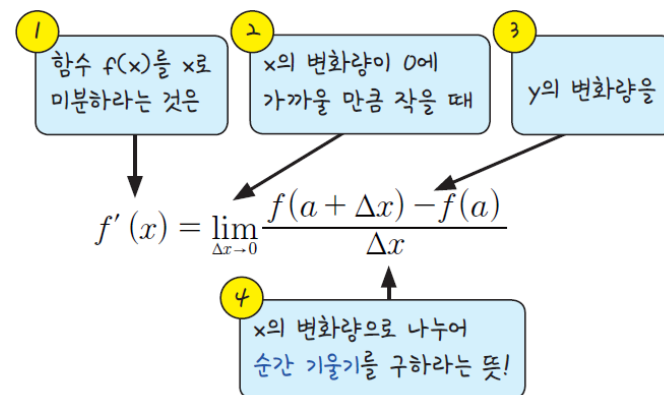 1
함수 f(x)를 x로
미분하라는 것은
2
x의 변화량이 0에
가까울 만큼 작을 때
3
y의 변화량을
f′(x) = lim Δx→0 f(a + Δx) − f(a) / Δx
4
x의 변화량으로 나누어
순간 기울기를 구하라는 뜻!